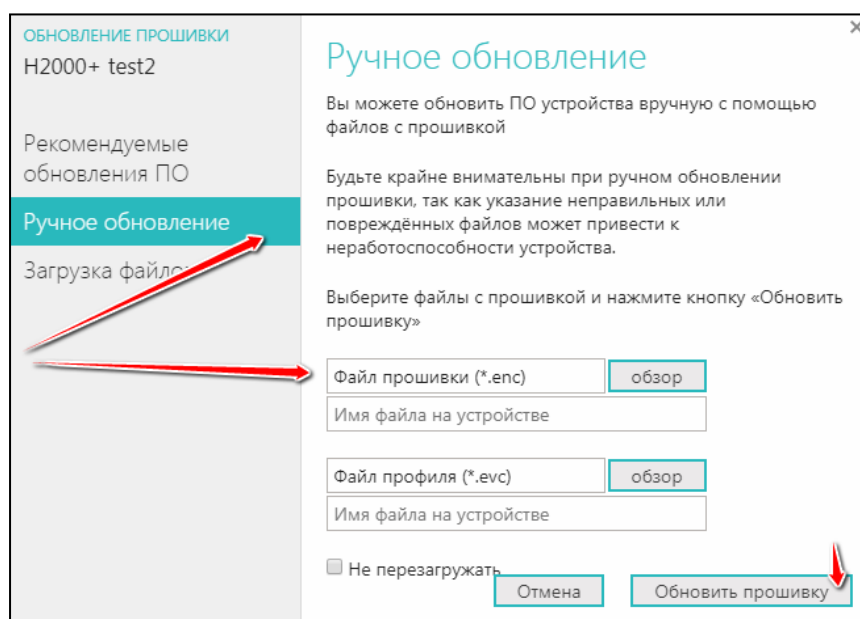 ОБНОВЛЕНИЕ ПРОШИВКИ
H2000+ test2
Рекомендуемые
обновления ПО
Ручное обновление
Загрузка
Ручное обновление
Вы можете обновить ПО устройства вручную с помощью
файлов с прошивкой
Будьте крайне внимательны при ручном обновлении
прошивки, так как указание неправильных или
повреждённых файлов может привести к
неработоспособности устройства.
Выберите файлы с прошивкой и нажмите кнопку «Обновить
прошивку»
Файл прошивки (*.enc)
обзор
Имя файла на устройстве
Файл профиля (*.evc)
обзор
Имя файла на устройстве
Не перезагружать
Отмена
Обновить прошивку